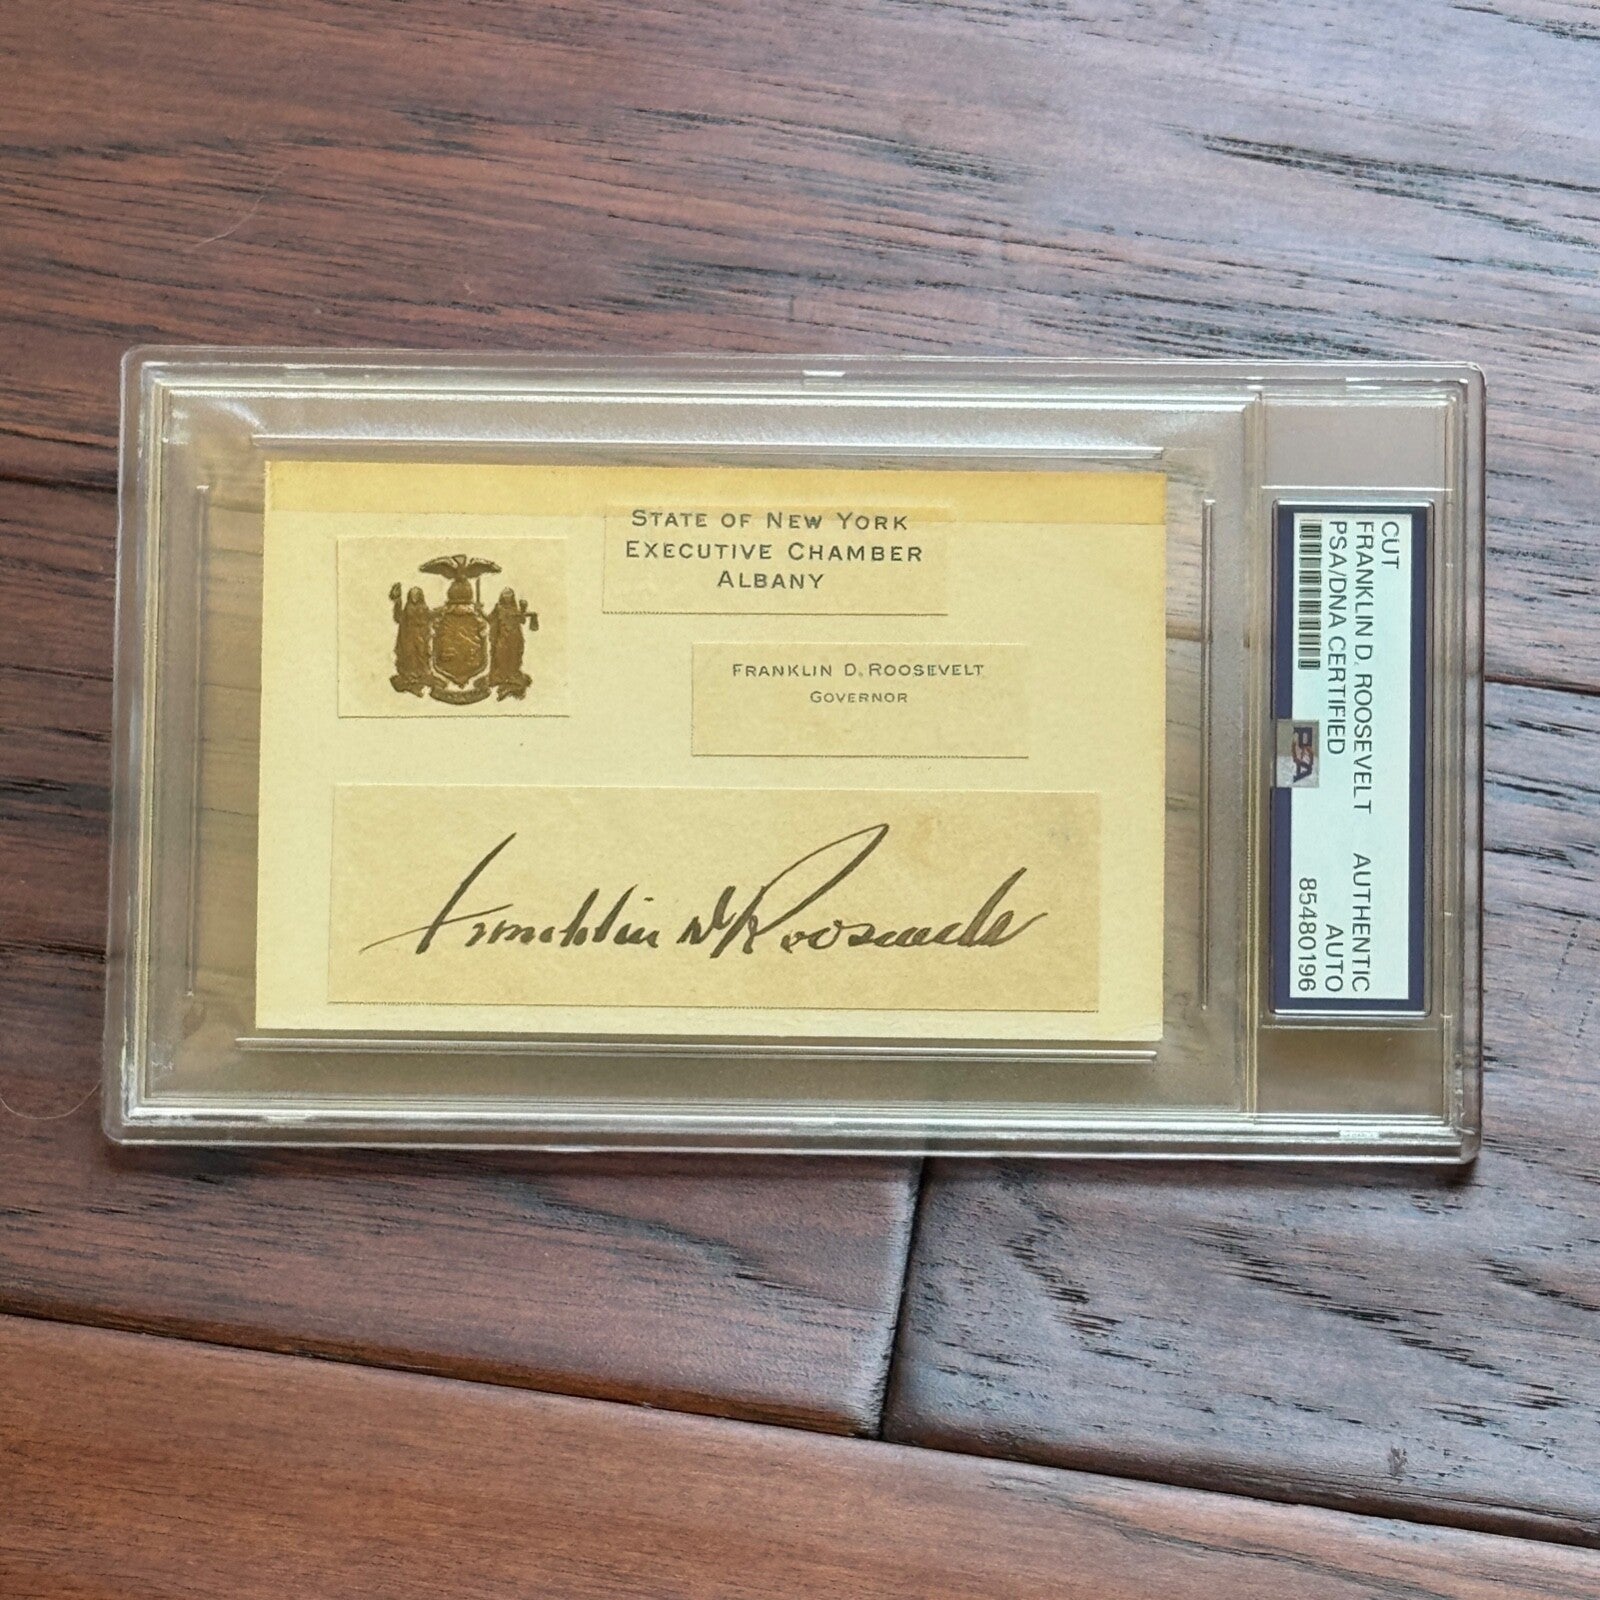 STATE OF NEW YORK
EXECUTIVE CHAMBER
ALBANY
FRANKLIN D. ROOSEVELT
GOVERNOR
Franklin D Roosevelt
CUT
FRANKLIN D. ROOSEVELT AUTHENTIC
PSA/DNA CERTIFIED AUTO
85480196
PSA